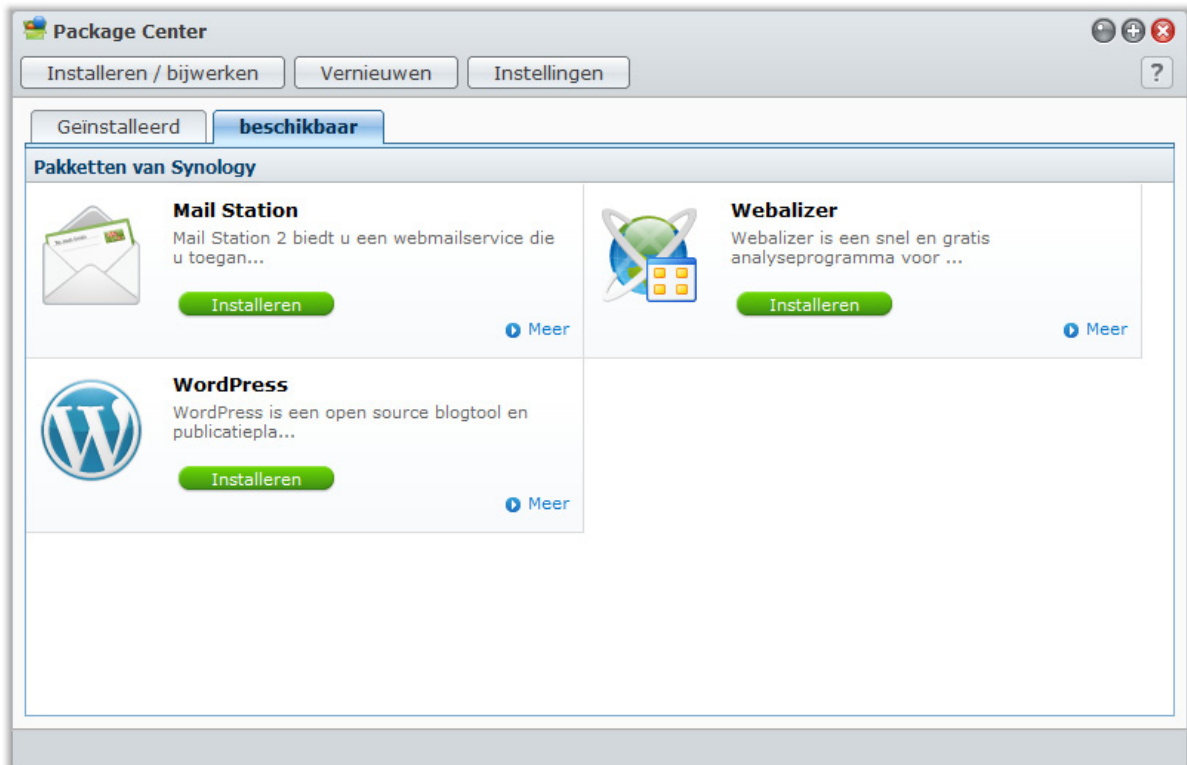 Package Center
Installeren / bijwerken
Vernieuwen
Instellingen
?
Geïnstalleerd
beschikbaar
Pakketten van Synology
Mail Station
Mail Station 2 biedt u een webmailservice die
u toegan...
Installeren
Meer
Webalizer
Webalizer is een snel en gratis
analyseprogramma voor ...
Installeren
Meer
WordPress
WordPress is een open source blogtool en
publicatiepla...
Installeren
Meer